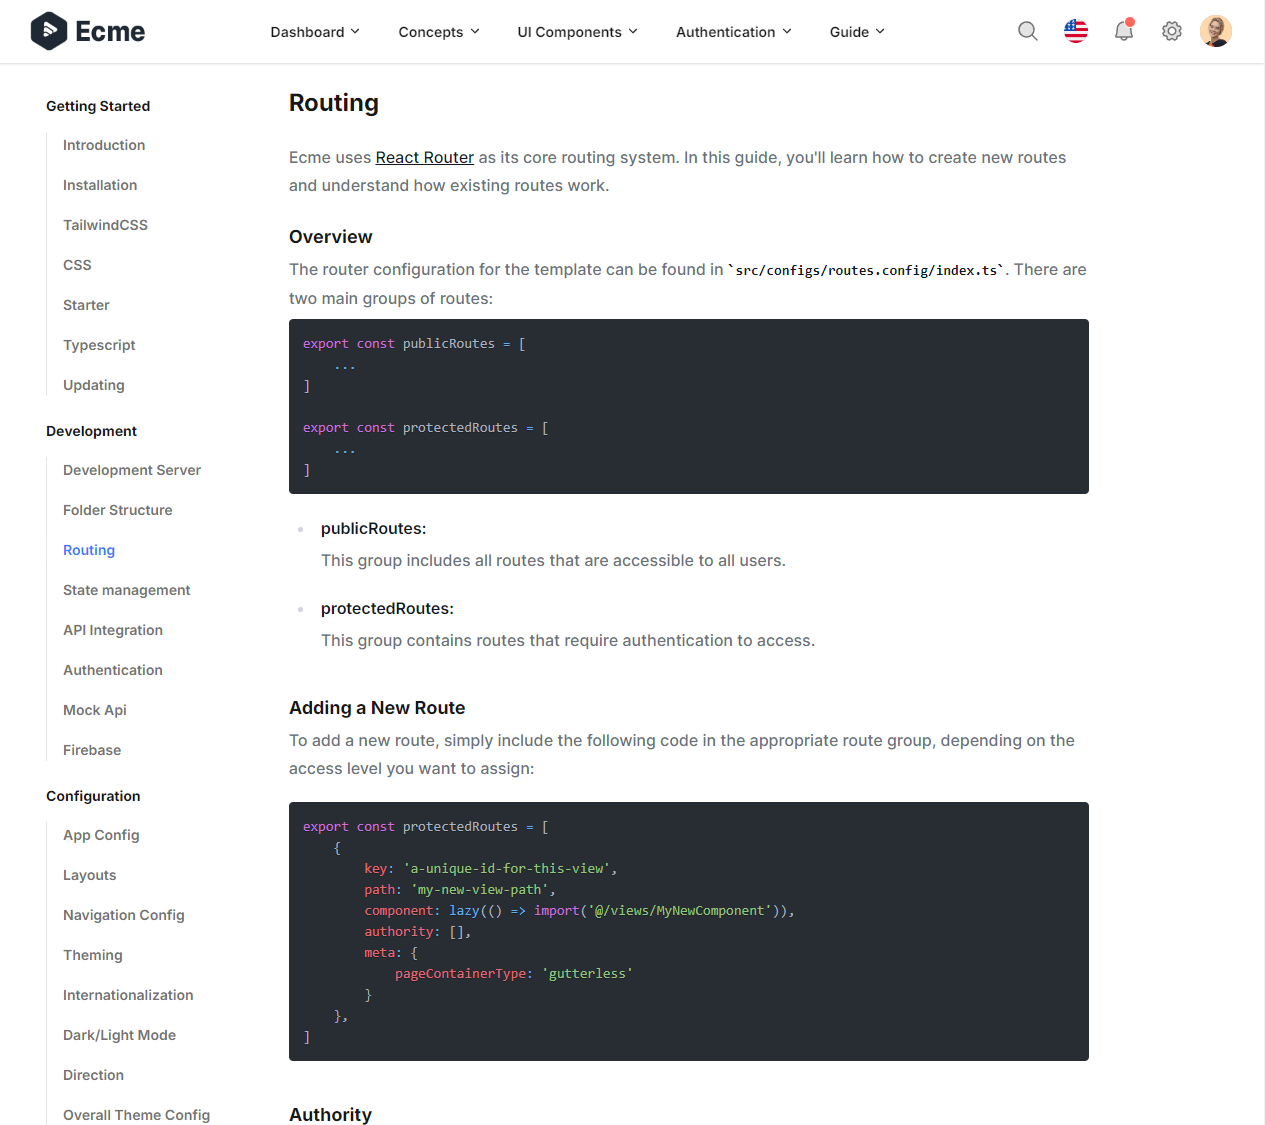 Ecme
Dashboard
Concepts
UI Components
Authentication
Guide
Getting Started
Introduction
Installation
TailwindCSS
CSS
Starter
Typescript
Updating
Development
Development Server
Folder Structure
Routing
State management
API Integration
Authentication
Mock Api
Firebase
Configuration
App Config
Layouts
Navigation Config
Theming
Internationalization
Dark/Light Mode
Direction
Overall Theme Config
Routing
Ecme uses React Router as its core routing system. In this guide, you'll learn how to create new routes
and understand how existing routes work.
Overview
The router configuration for the template can be found in `src/configs/routes.config/index.ts`. There are
two main groups of routes:
export const publicRoutes = [
    ...
]
export const protectedRoutes = [
    ...
]
publicRoutes:
This group includes all routes that are accessible to all users.
protectedRoutes:
This group contains routes that require authentication to access.
Adding a New Route
To add a new route, simply include the following code in the appropriate route group, depending on the
access level you want to assign:
export const protectedRoutes = [
    {
        key: 'a-unique-id-for-this-view',
        path: 'my-new-view-path',
        component: lazy(() => import('@/views/MyNewComponent')),
        authority: [],
        meta: {
            pageContainerType: 'gutterless'
        }
    },
]
Authority